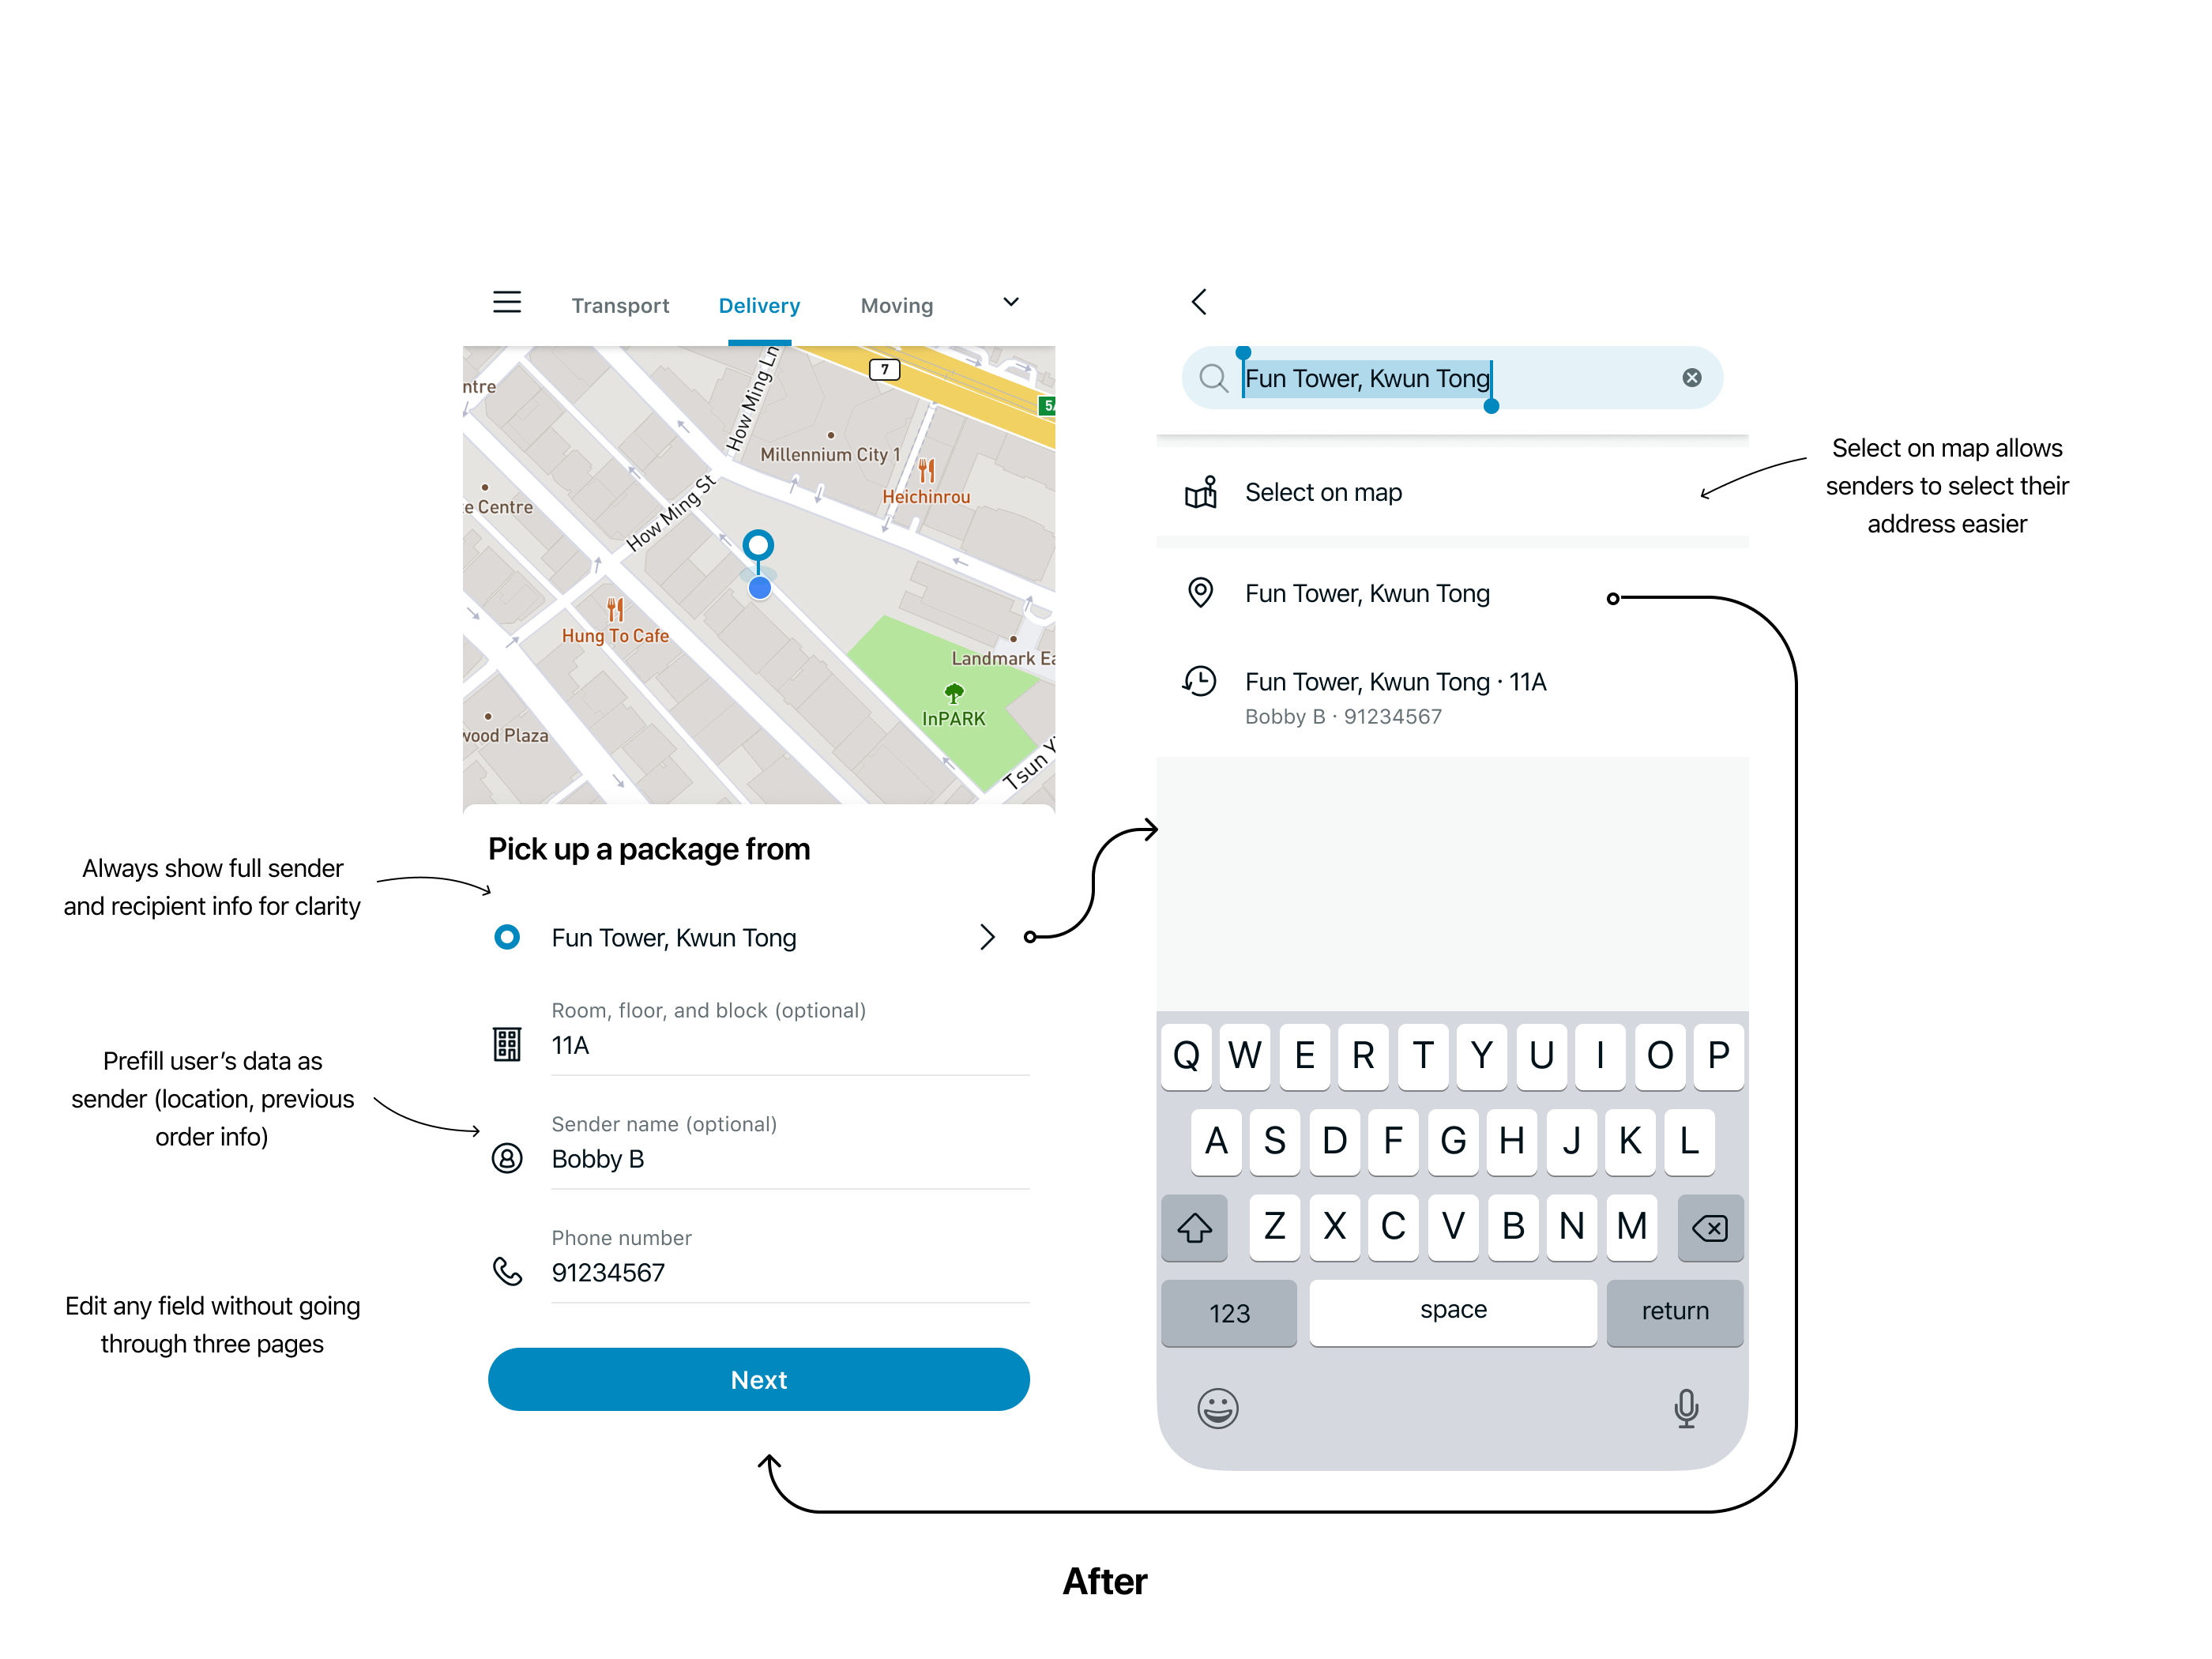 Transport
Delivery
Moving
ntre
How Ming Ln
7
5
Millennium City 1
Heichinrou
e Centre
How Ming St
Hung To Cafe
Landmark Ea
InPARK
wood Plaza
Tsun Y
Pick up a package from
Fun Tower, Kwun Tong
Room, floor, and block (optional)
11A
Sender name (optional)
Bobby B
Phone number
91234567
Next
Always show full sender
and recipient info for clarity
Prefill user’s data as
sender (location, previous
order info)
Edit any field without going
through three pages
Fun Tower, Kwun Tong
Select on map
Fun Tower, Kwun Tong
Fun Tower, Kwun Tong · 11A
Bobby B · 91234567
Q W E R T Y U I O P
A S D F G H J K L
Z X C V B N M
123 space return
Select on map allows
senders to select their
address easier
After